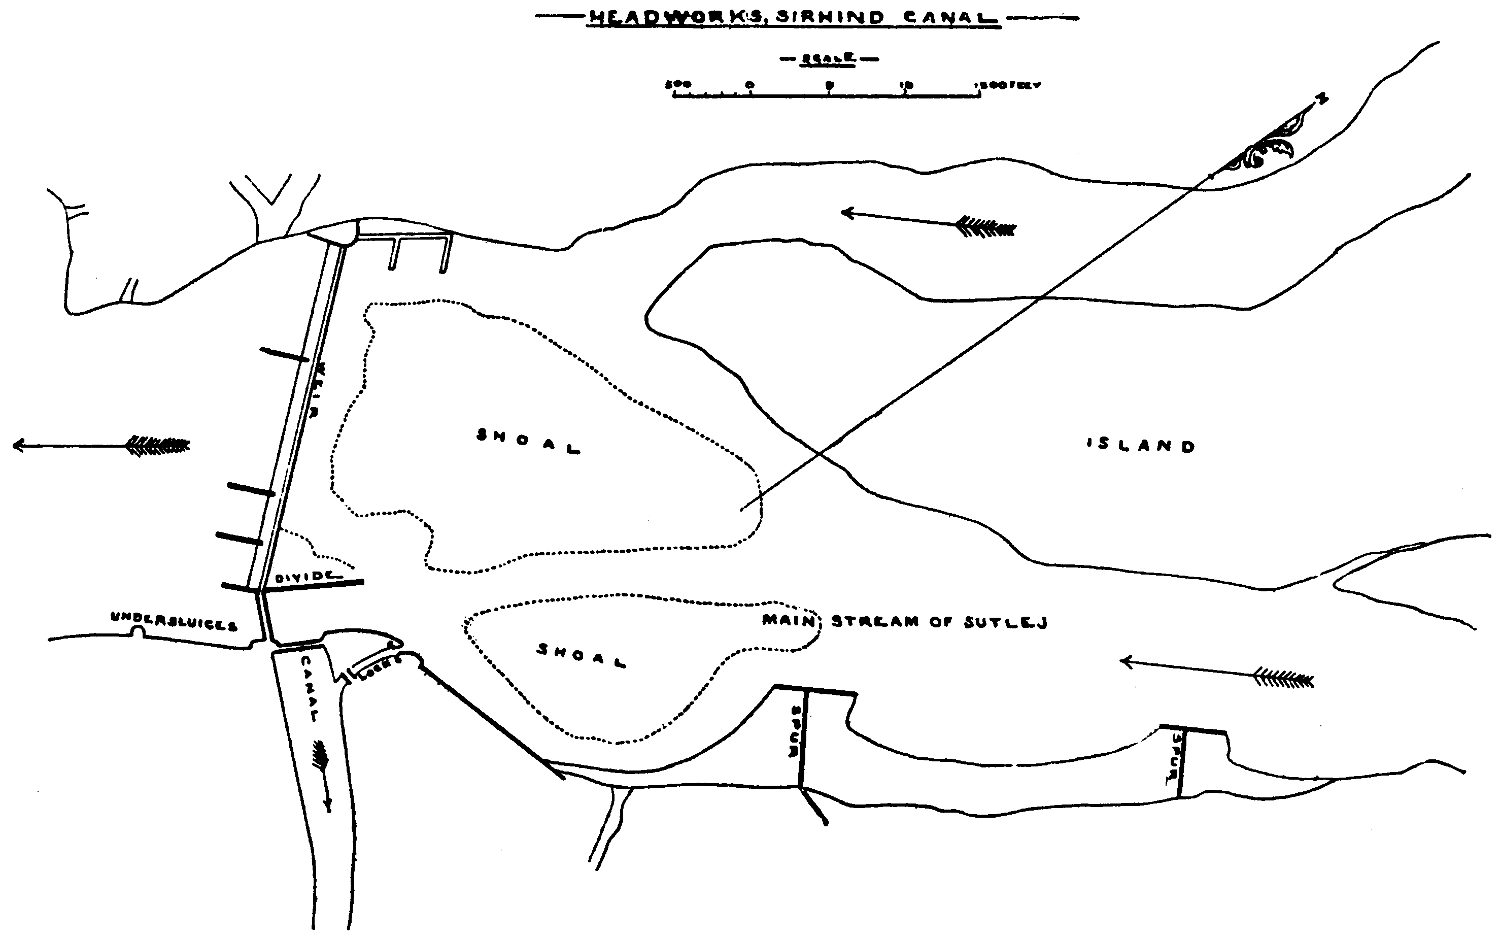 HEADWORKS, SIRHIND CANAL
SCALE
500 0 5 10 1500 FEET
N
WEIR
SHOAL
ISLAND
DIVIDE
UNDERSLUICES
MAIN STREAM OF SUTLEJ
SHOAL
CANAL
LOCKS
SPUR
SPUR